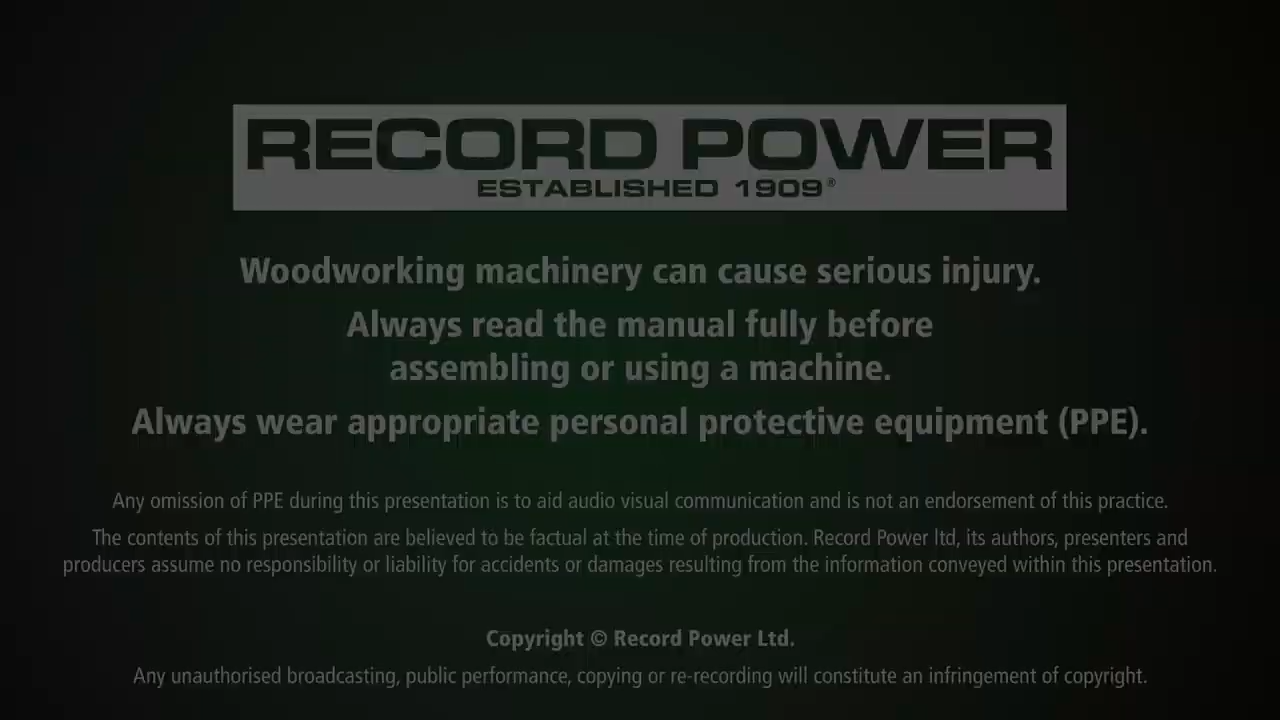 RECORD POWER
ESTABLISHED 1909®
Woodworking machinery can cause serious injury.
Always read the manual fully before
assembling or using a machine.
Always wear appropriate personal protective equipment (PPE).
Any omission of PPE during this presentation is to aid audio visual communication and is not an endorsement of this practice.
The contents of this presentation are believed to be factual at the time of production. Record Power ltd, its authors, presenters and
producers assume no responsibility or liability for accidents or damages resulting from the information conveyed within this presentation.
Copyright © Record Power Ltd.
Any unauthorised broadcasting, public performance, copying or re-recording will constitute an infringement of copyright.